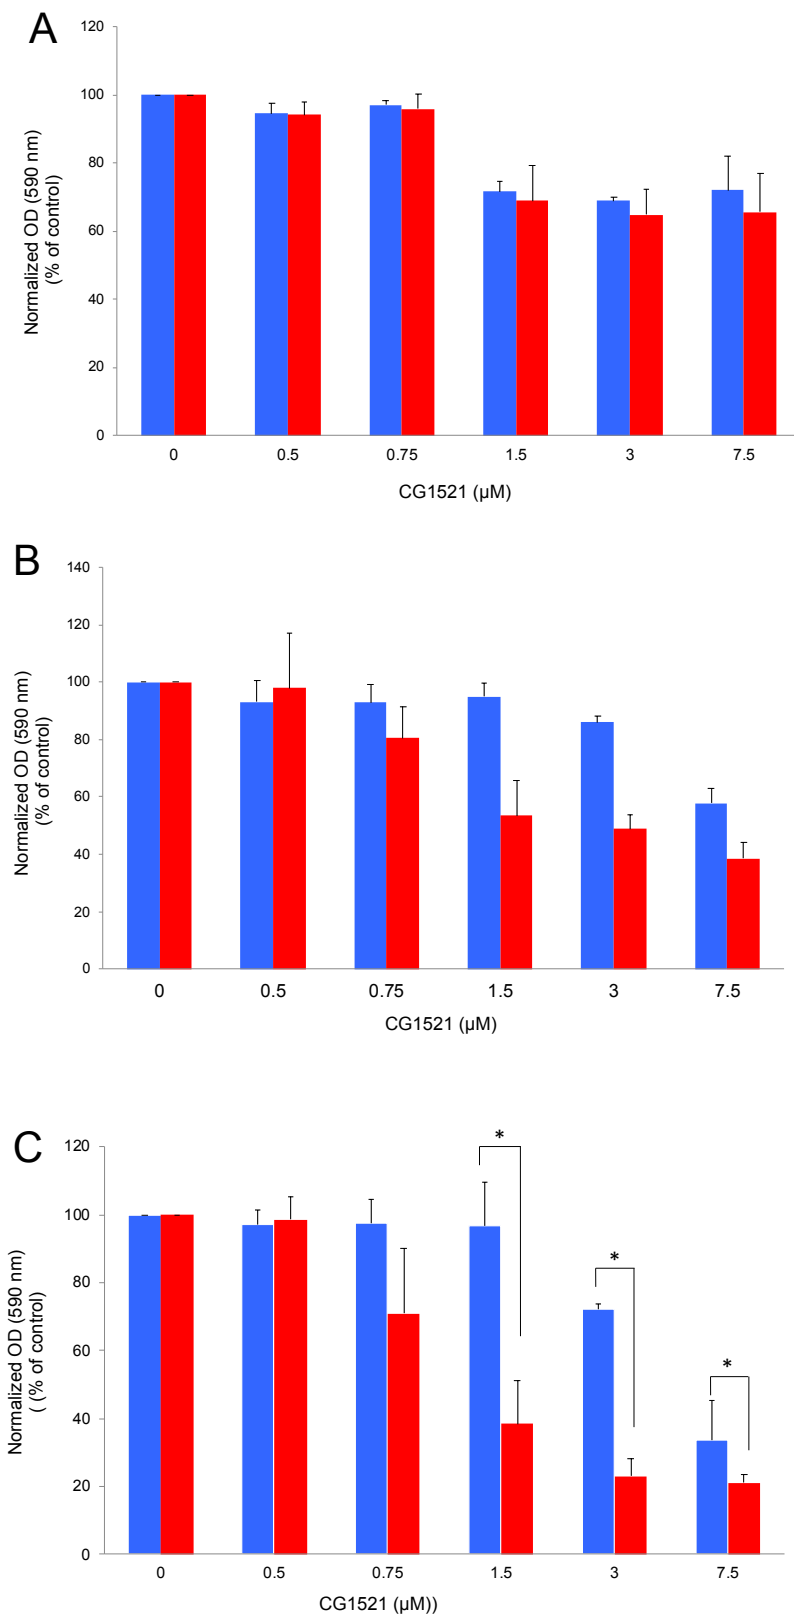 A
120
100
80
60
40
20
0
Normalized OD (590 nm)
(% of control)
0 0.5 0.75 1.5 3 7.5
CG1521 (µM)
B
140
120
100
80
60
40
20
0
Normalized OD (590 nm)
(% of control)
0 0.5 0.75 1.5 3 7.5
CG1521 (µM)
C
120
100
80
60
40
20
0
Normalized OD (590 nm)
( (% of control)
*
*
*
0 0.5 0.75 1.5 3 7.5
CG1521 (µM))